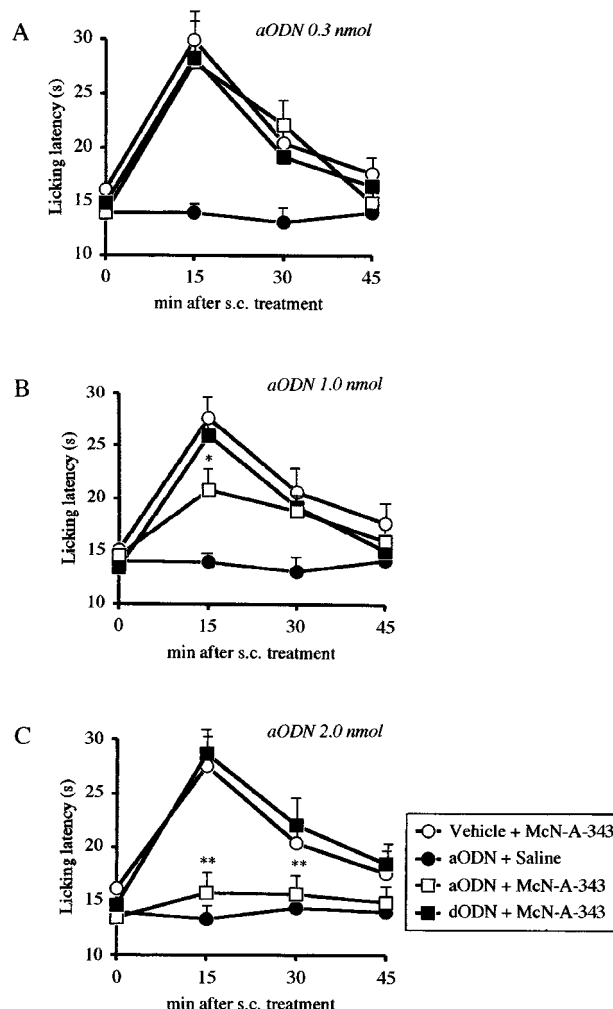 A
aODN 0.3 nmol
Licking latency (s)
30
25
20
15
10
0 15 30 45
min after s.c. treatment
B
aODN 1.0 nmol
Licking latency (s)
30
25
20
15
10
*
0 15 30 45
min after s.c. treatment
C
aODN 2.0 nmol
Licking latency (s)
30
25
20
15
10
** **
0 15 30 45
min after s.c. treatment
Vehicle + McN-A-343
aODN + Saline
aODN + McN-A-343
dODN + McN-A-343